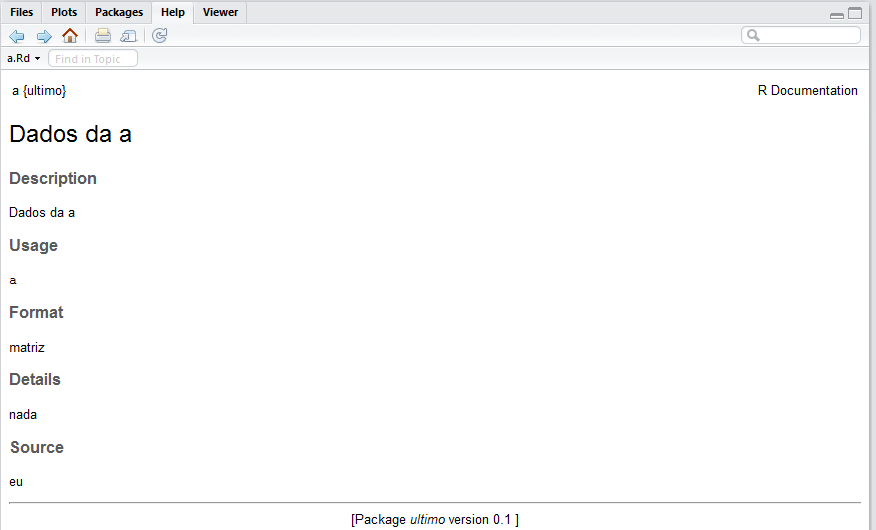 Files Plots Packages Help Viewer
a.Rd Find in Topic
a {ultimo} R Documentation
Dados da a
Description
Dados da a
Usage
a
Format
matriz
Details
nada
Source
eu
[Package ultimo version 0.1 ]